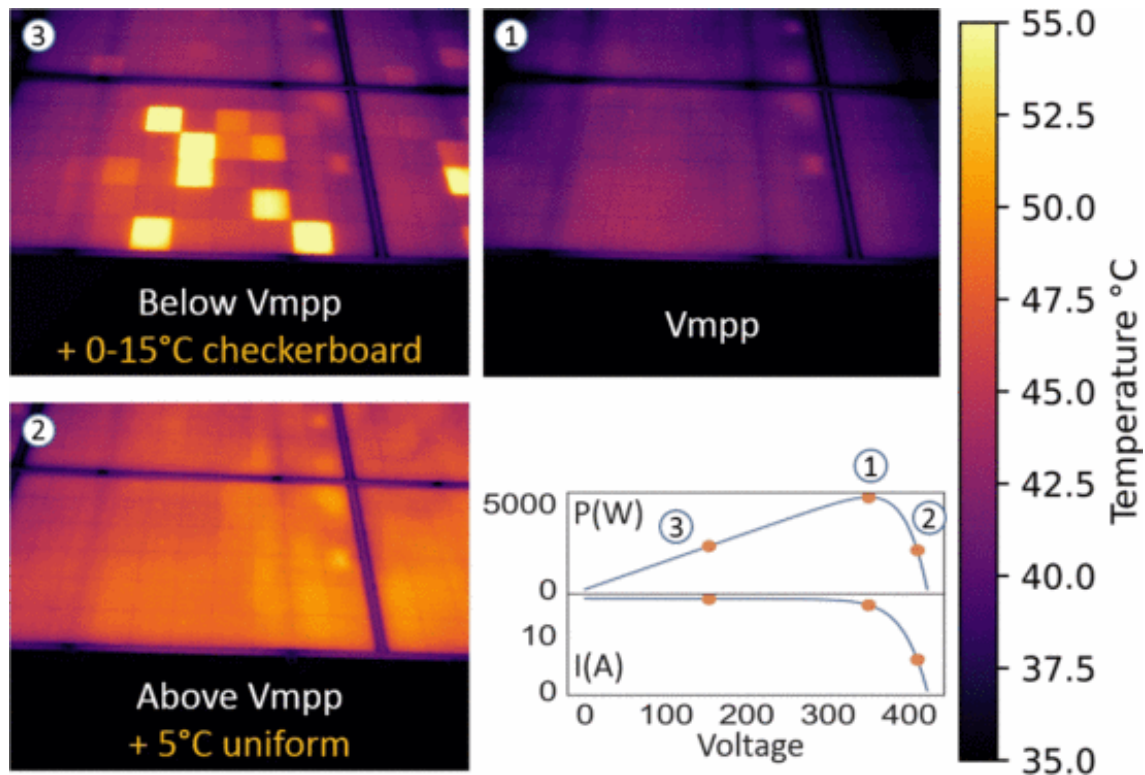 ③
Below Vmpp
+ 0-15°C checkerboard
①
Vmpp
②
Above Vmpp
+ 5°C uniform
①
5000
P(W)
③
②
0
10
I(A)
0
0 100 200 300 400
Voltage
55.0
52.5
50.0
47.5
45.0
42.5
40.0
37.5
35.0
Temperature °C